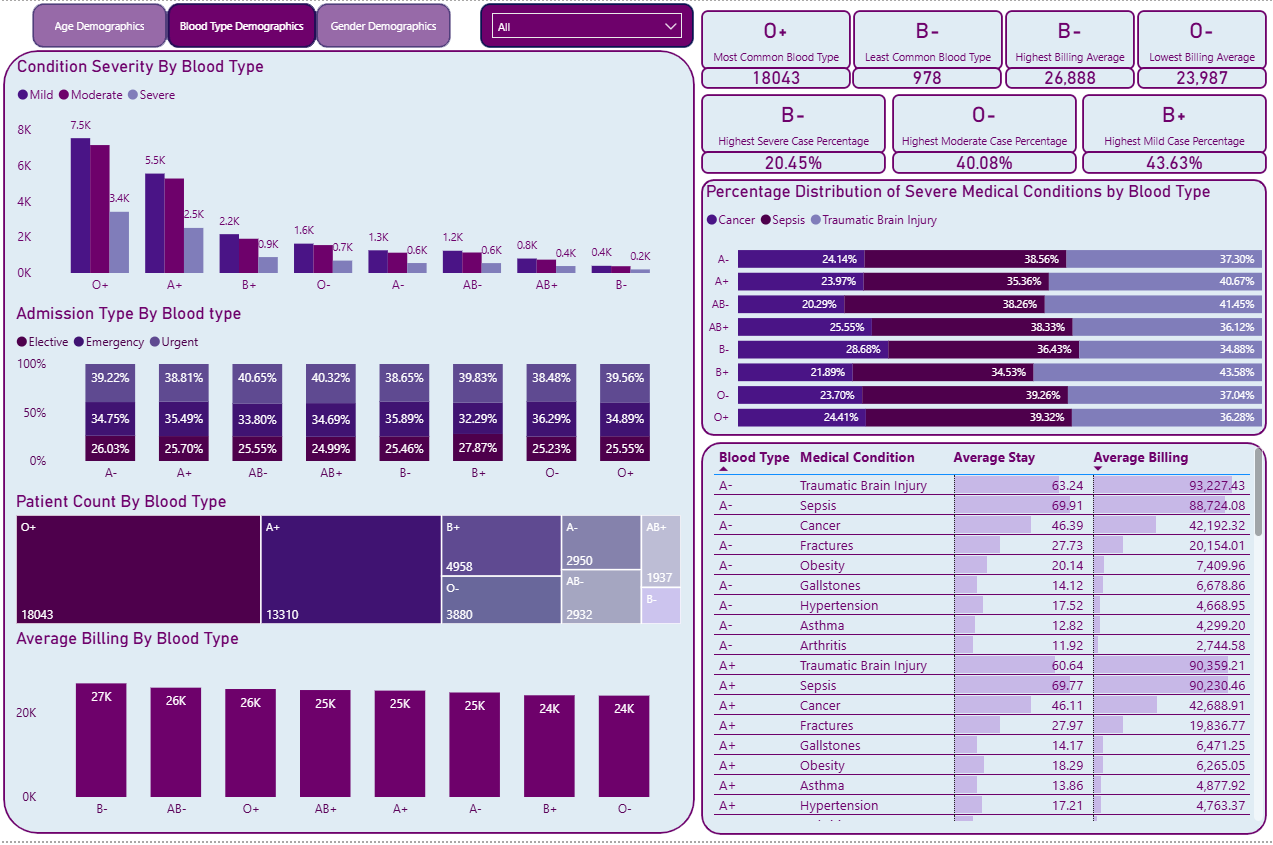 Age Demographics
Blood Type Demographics
Gender Demographics
All
O+
Most Common Blood Type
18043
B-
Least Common Blood Type
978
B-
Highest Billing Average
26,888
O-
Lowest Billing Average
23,987
B-
Highest Severe Case Percentage
20.45%
O-
Highest Moderate Case Percentage
40.08%
B+
Highest Mild Case Percentage
43.63%
Condition Severity By Blood Type
Mild Moderate Severe
8K
6K
4K
2K
0K
7.5K 3.4K 5.5K 2.5K 2.2K 0.9K 1.6K 0.7K 1.3K 0.6K 1.2K 0.6K 0.8K 0.4K 0.4K 0.2K
O+ A+ B+ O- A- AB- AB+ B-
Admission Type By Blood type
Elective Emergency Urgent
100%
50%
0%
39.22% 38.81% 40.65% 40.32% 38.65% 39.83% 38.48% 39.56%
34.75% 35.49% 33.80% 34.69% 35.89% 32.29% 36.29% 34.89%
26.03% 25.70% 25.55% 24.99% 25.46% 27.87% 25.23% 25.55%
A- A+ AB- AB+ B- B+ O- O+
Patient Count By Blood Type
O+
18043
A+
13310
B+
4958
O-
3880
A-
2950
AB-
2932
AB+
1937
B-
Average Billing By Blood Type
20K
0K
27K 26K 26K 25K 25K 25K 24K 24K
B- AB- O+ AB+ A+ A- B+ O-
Percentage Distribution of Severe Medical Conditions by Blood Type
Cancer Sepsis Traumatic Brain Injury
A- 24.14% 38.56% 37.30%
A+ 23.97% 35.36% 40.67%
AB- 20.29% 38.26% 41.45%
AB+ 25.55% 38.33% 36.12%
B- 28.68% 36.43% 34.88%
B+ 21.89% 34.53% 43.58%
O- 23.70% 39.26% 37.04%
O+ 24.41% 39.32% 36.28%
Blood Type Medical Condition Average Stay Average Billing
A- Traumatic Brain Injury 63.24 93,227.43
A- Sepsis 69.91 88,724.08
A- Cancer 46.39 42,192.32
A- Fractures 27.73 20,154.01
A- Obesity 20.14 7,409.96
A- Gallstones 14.12 6,678.86
A- Hypertension 17.52 4,668.95
A- Asthma 12.82 4,299.20
A- Arthritis 11.92 2,744.58
A+ Traumatic Brain Injury 60.64 90,359.21
A+ Sepsis 69.77 90,230.46
A+ Cancer 46.11 42,688.91
A+ Fractures 27.97 19,836.77
A+ Gallstones 14.17 6,471.25
A+ Obesity 18.29 6,265.05
A+ Asthma 13.86 4,877.92
A+ Hypertension 17.21 4,763.37